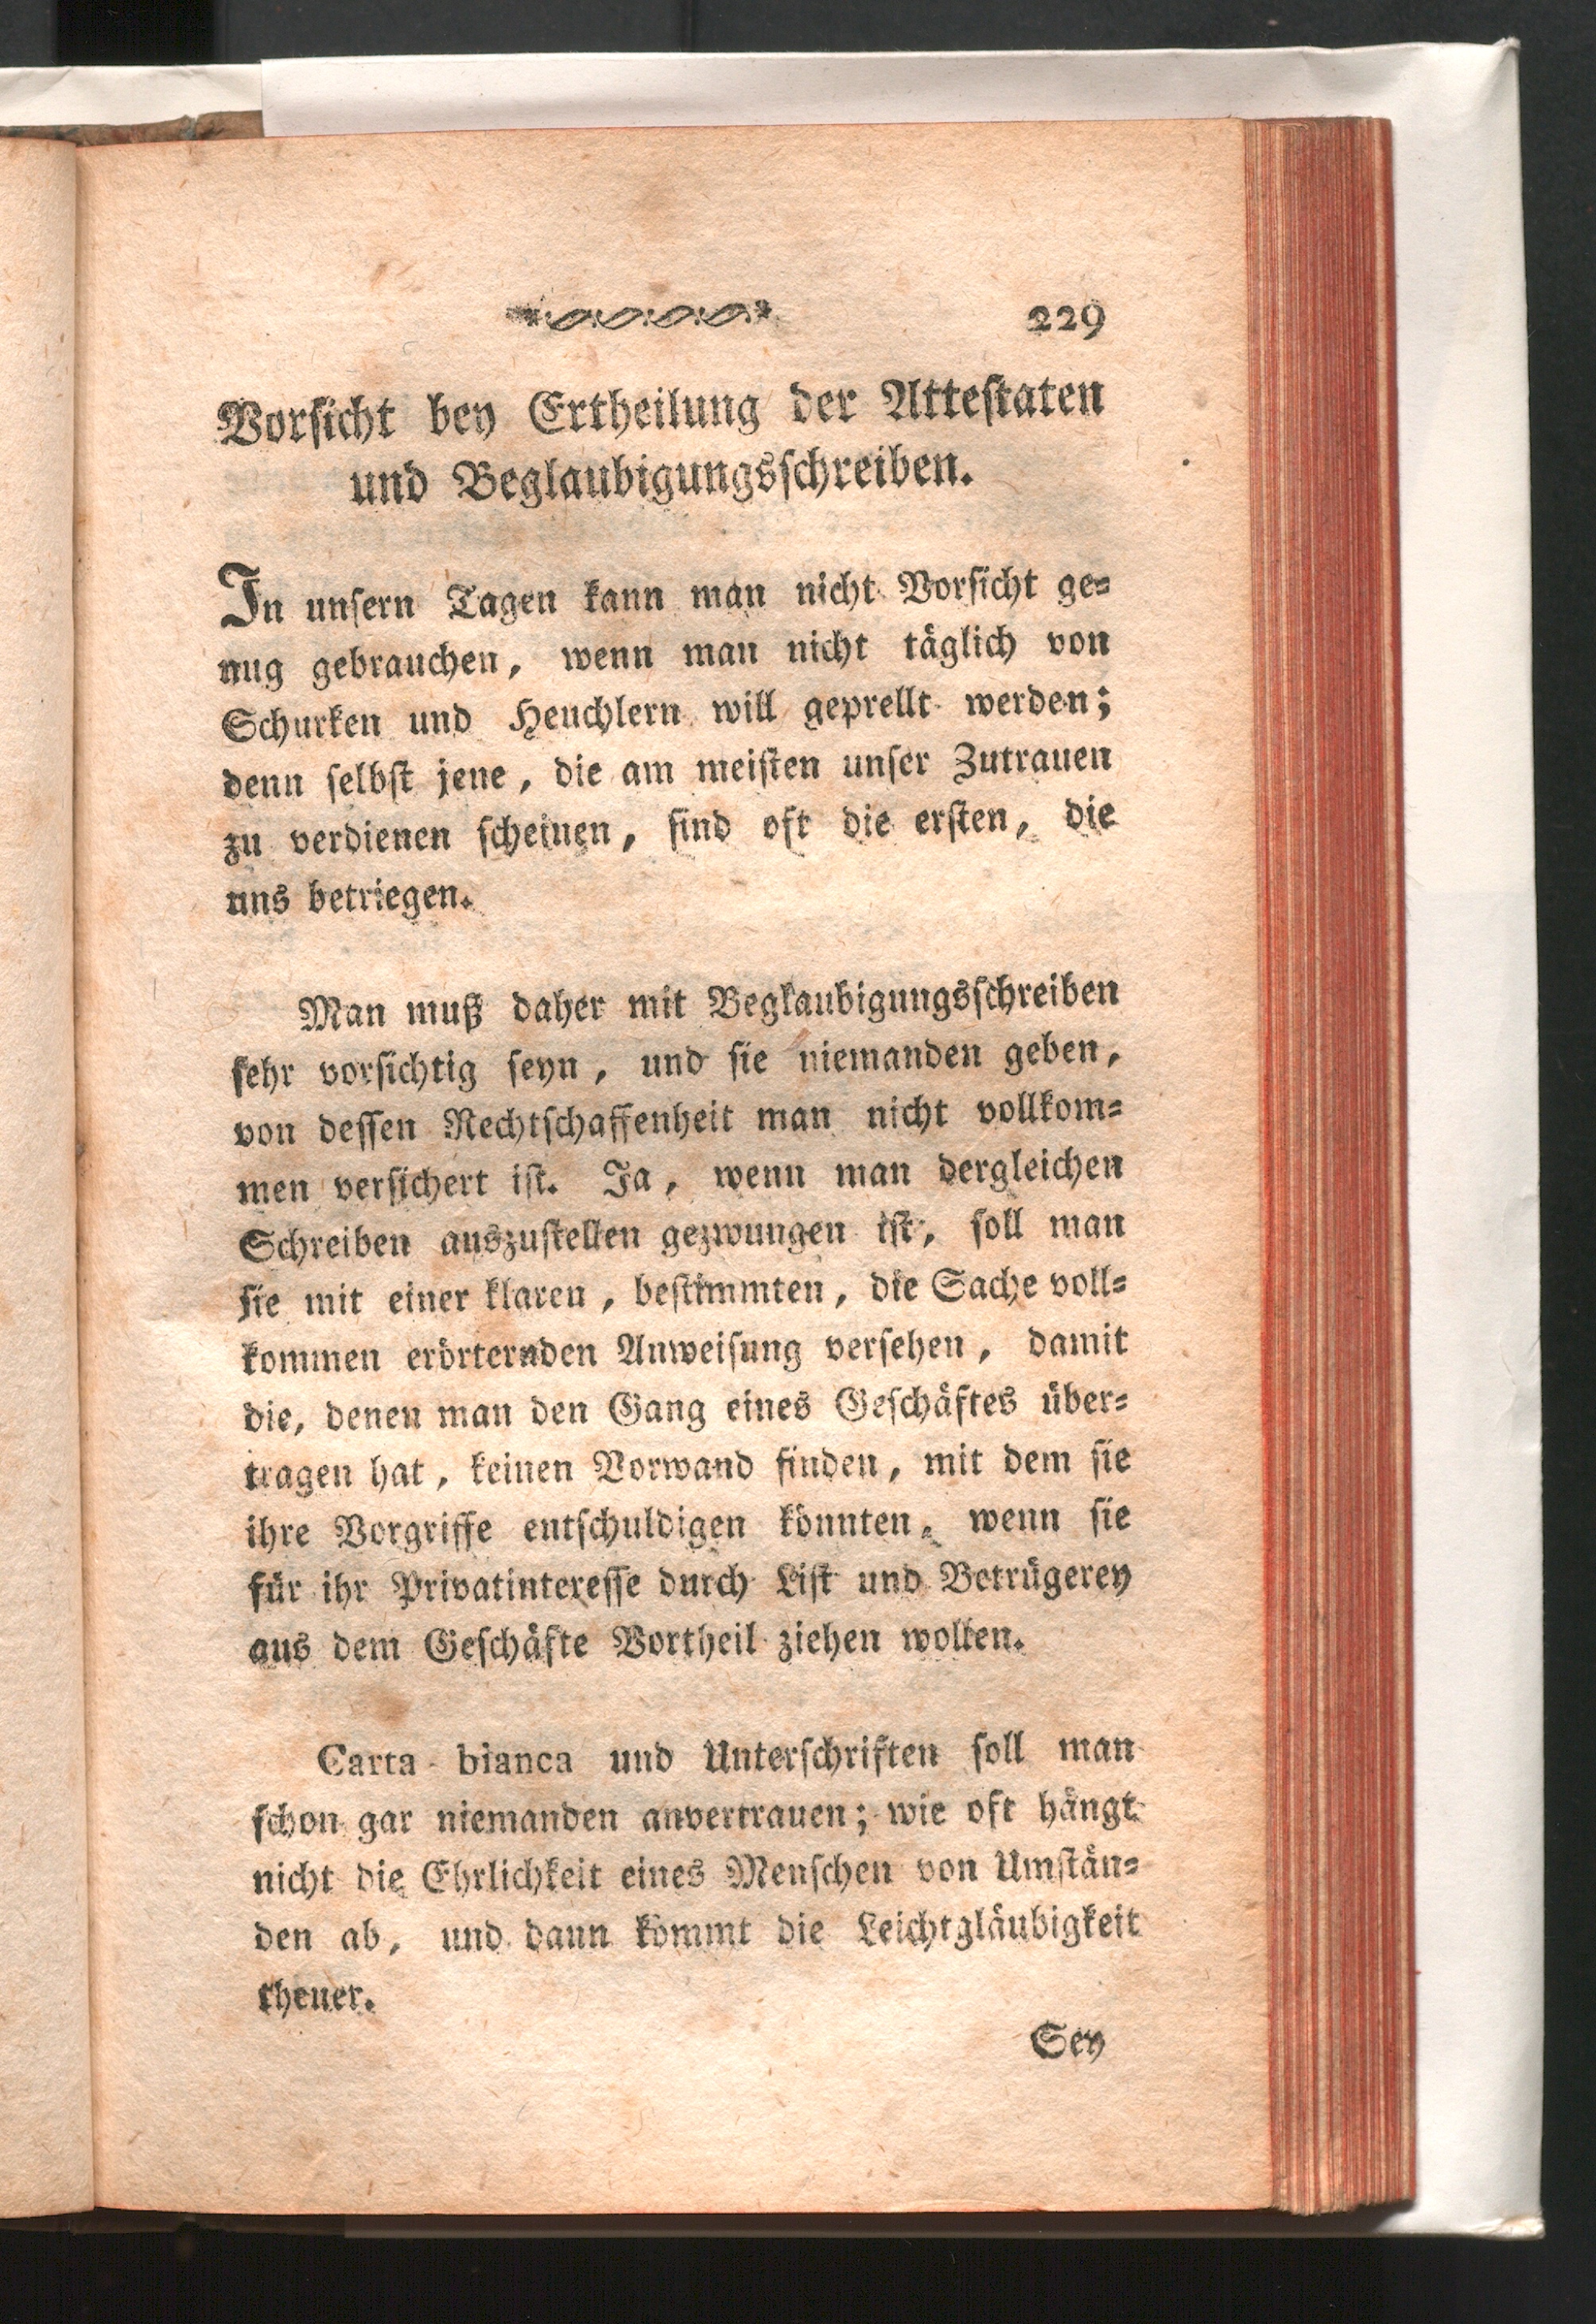 229
Vorsicht bey Ertheilung der Attestaten
und Beglaubigungsschreiben.
In unsern Tagen kann man nicht Vorsicht ge-
nug gebrauchen, wenn man nicht täglich von
Schurken und Heuchlern will geprellt werden;
denn selbst jene, die am meisten unser Zutrauen
zu verdienen scheinen, sind oft die ersten, die
uns betriegen.
Man muß daher mit Beglaubigungsschreiben
sehr vorsichtig seyn, und sie niemanden geben,
von dessen Rechtschaffenheit man nicht vollkom-
men versichert ist. Ja, wenn man dergleichen
Schreiben auszustellen gezwungen ist, soll man
sie mit einer klaren, bestimmten, die Sache voll-
kommen erörternden Anweisung versehen, damit
die, denen man den Gang eines Geschäftes über-
tragen hat, keinen Vorwand finden, mit dem sie
ihre Vorgriffe entschuldigen könnten, wenn sie
für ihr Privatinteresse durch List und Betrügerey
aus dem Geschäfte Vortheil ziehen wollen.
Carta bianca und Unterschriften soll man
schon gar niemanden anvertrauen; wie oft hängt
nicht die Ehrlichkeit eines Menschen von Umstän-
den ab, und dann kömmt die Leichtgläubigkeit
theuer.
Sey